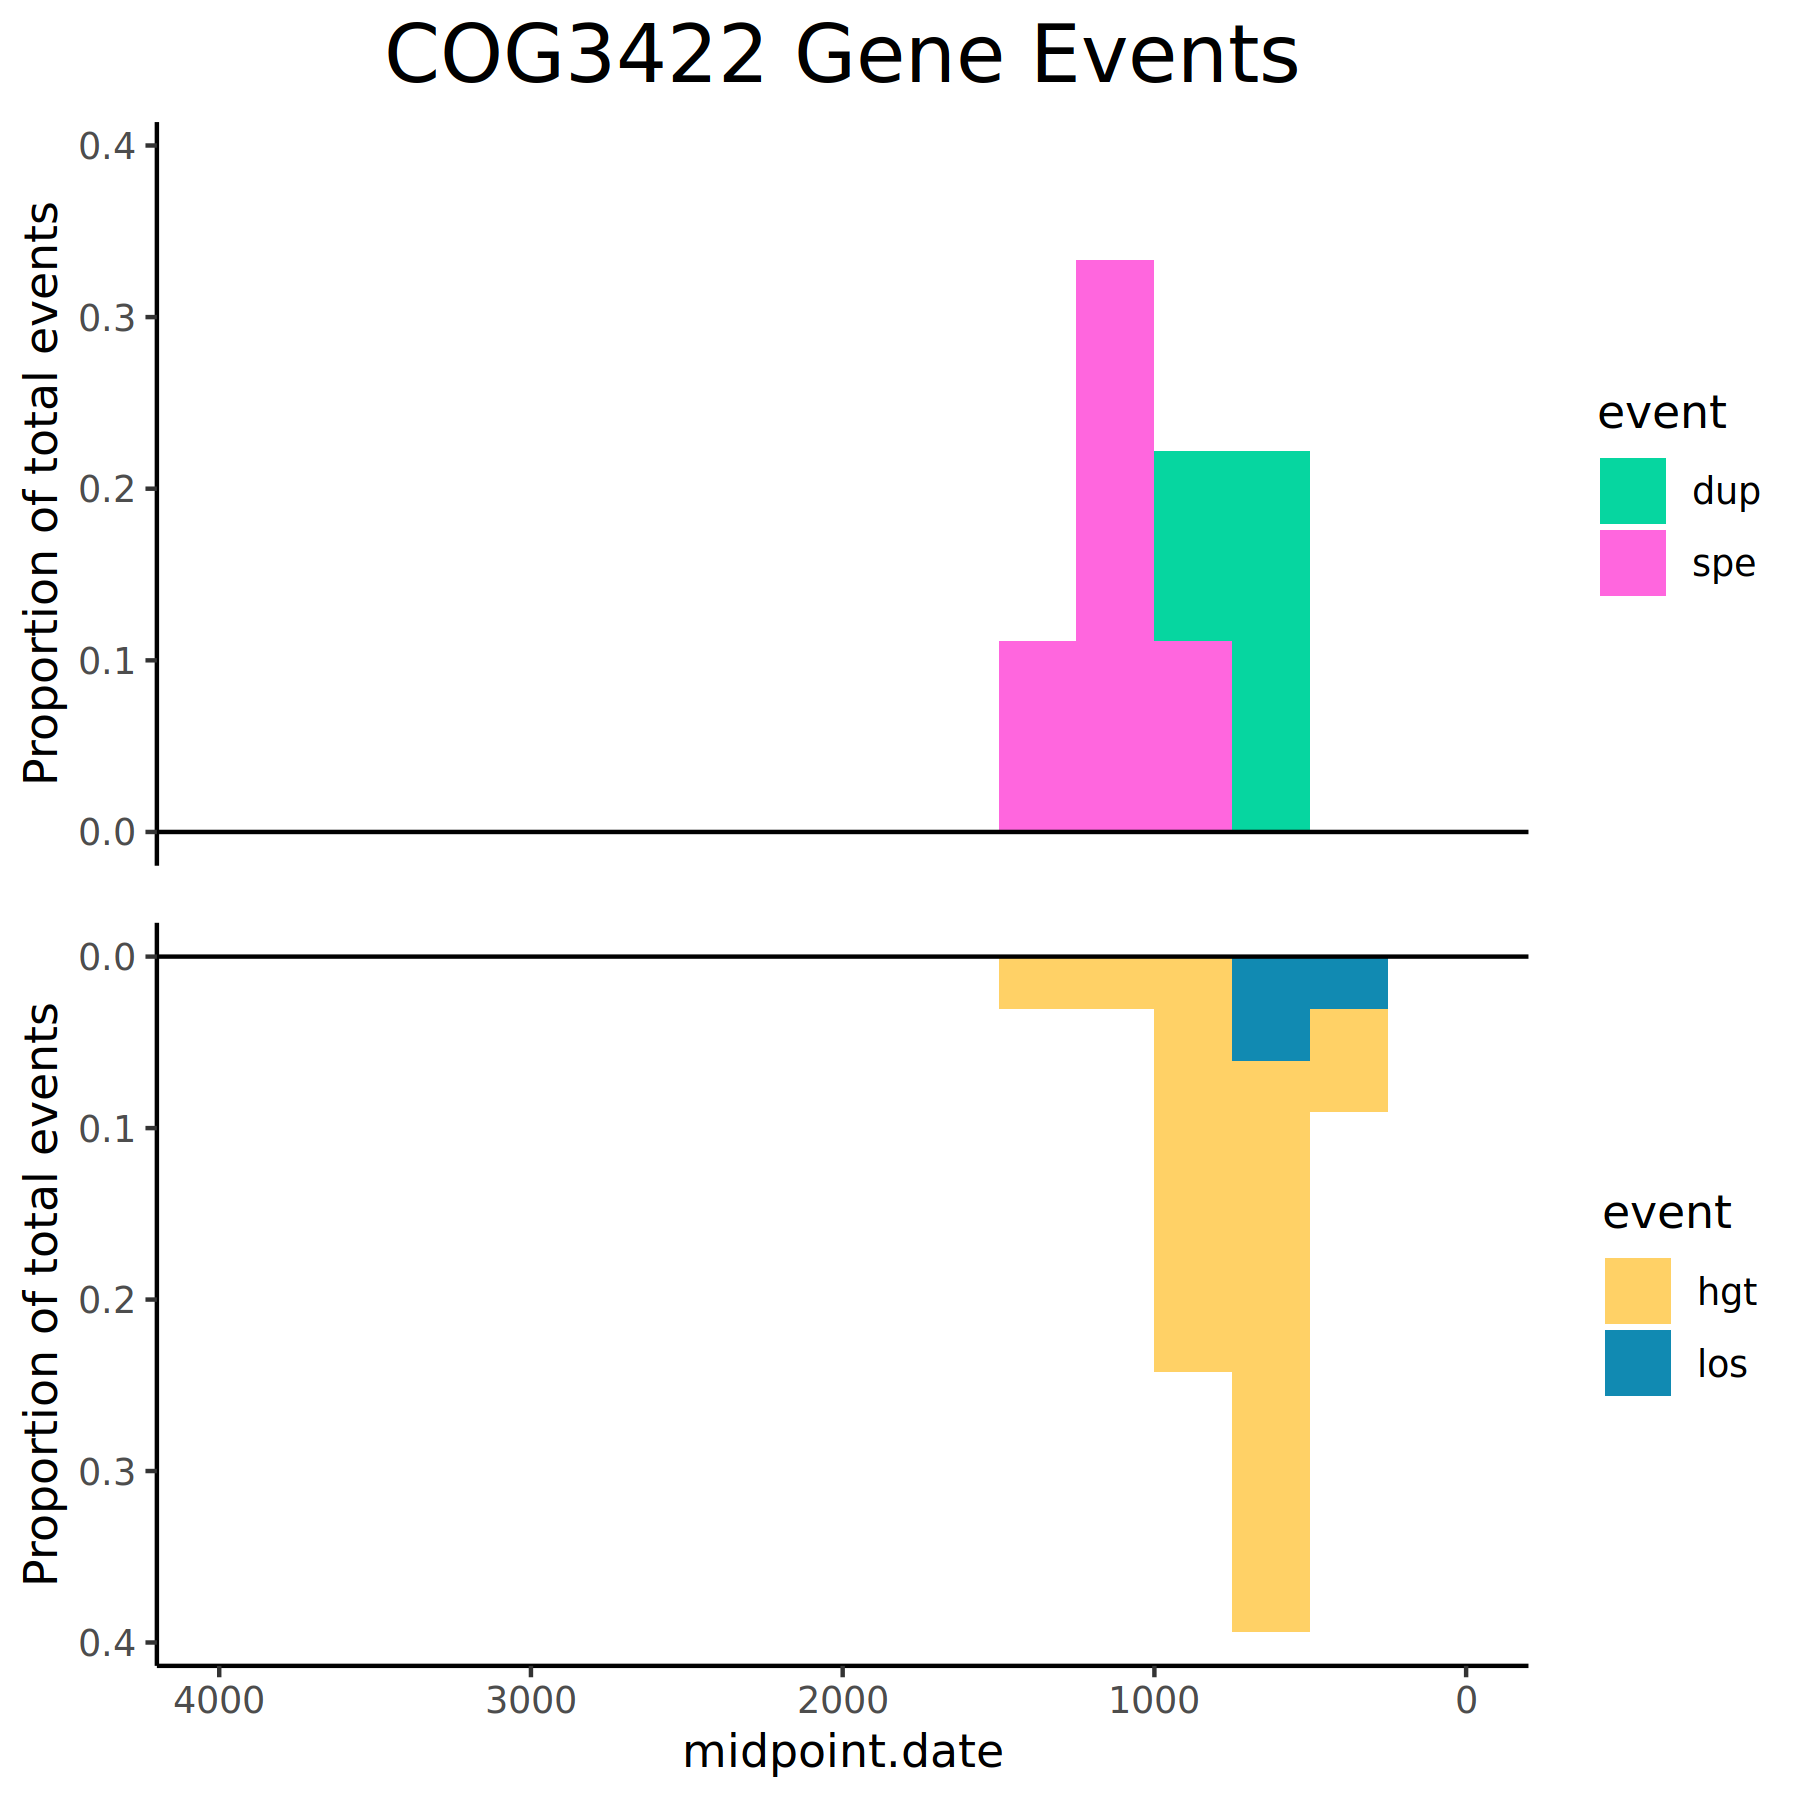 COG3422 Gene Events
Proportion of total events
0.4
0.3
0.2
0.1
0.0
event
dup
spe
Proportion of total events
0.0
0.1
0.2
0.3
0.4
event
hgt
los
4000 3000 2000 1000 0
midpoint.date